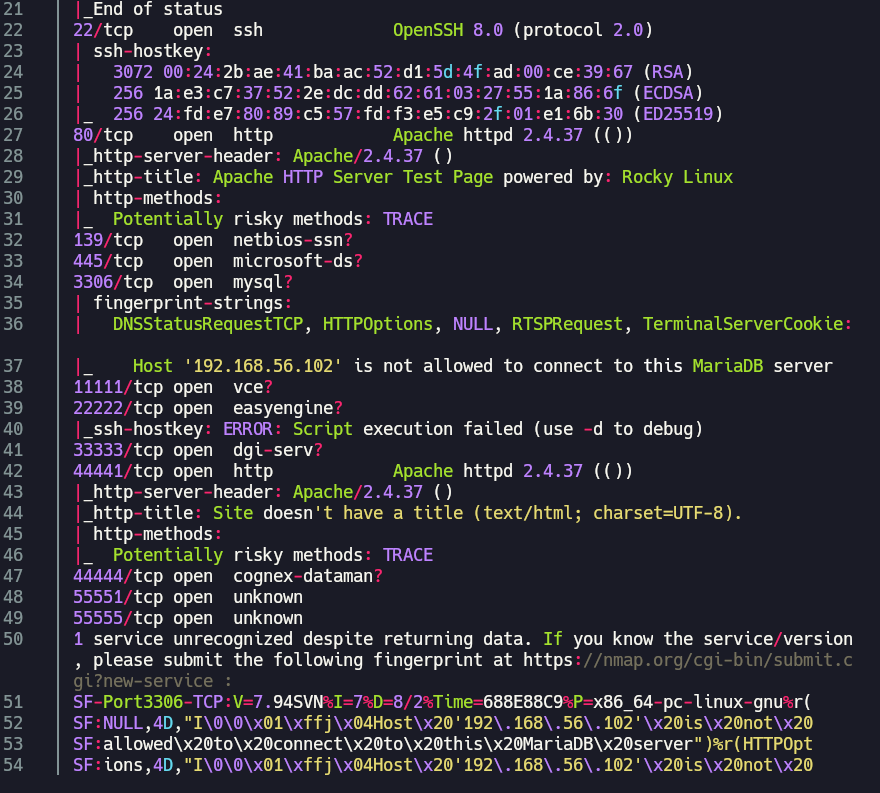 21 |_End of status
22 22/tcp    open  ssh             OpenSSH 8.0 (protocol 2.0)
23 | ssh-hostkey:
24 |   3072 00:24:2b:ae:41:ba:ac:52:d1:5d:4f:ad:00:ce:39:67 (RSA)
25 |   256 1a:e3:c7:37:52:2e:dc:dd:62:61:03:27:55:1a:86:6f (ECDSA)
26 |_  256 24:fd:e7:80:89:c5:57:fd:f3:e5:c9:2f:01:e1:6b:30 (ED25519)
27 80/tcp    open  http            Apache httpd 2.4.37 (())
28 |_http-server-header: Apache/2.4.37 ()
29 |_http-title: Apache HTTP Server Test Page powered by: Rocky Linux
30 | http-methods:
31 |_  Potentially risky methods: TRACE
32 139/tcp   open  netbios-ssn?
33 445/tcp   open  microsoft-ds?
34 3306/tcp  open  mysql?
35 | fingerprint-strings:
36 |   DNSStatusRequestTCP, HTTPOptions, NULL, RTSPRequest, TerminalServerCookie:
37 |_    Host '192.168.56.102' is not allowed to connect to this MariaDB server
38 11111/tcp open  vce?
39 22222/tcp open  easyengine?
40 |_ssh-hostkey: ERROR: Script execution failed (use -d to debug)
41 33333/tcp open  dgi-serv?
42 44441/tcp open  http            Apache httpd 2.4.37 (())
43 |_http-server-header: Apache/2.4.37 ()
44 |_http-title: Site doesn't have a title (text/html; charset=UTF-8).
45 | http-methods:
46 |_  Potentially risky methods: TRACE
47 44444/tcp open  cognex-dataman?
48 55551/tcp open  unknown
49 55555/tcp open  unknown
50 1 service unrecognized despite returning data. If you know the service/version
, please submit the following fingerprint at https://nmap.org/cgi-bin/submit.c
gi?new-service :
51 SF-Port3306-TCP:V=7.94SVN%I=7%D=8/2%Time=688E88C9%P=x86_64-pc-linux-gnu%r(
52 SF:NULL,4D,"I\0\0\x01\xffj\x04Host\x20'192\.168\.56\.102'\x20is\x20not\x20
53 SF:allowed\x20to\x20connect\x20to\x20this\x20MariaDB\x20server")%r(HTTPOpt
54 SF:ions,4D,"I\0\0\x01\xffj\x04Host\x20'192\.168\.56\.102'\x20is\x20not\x20